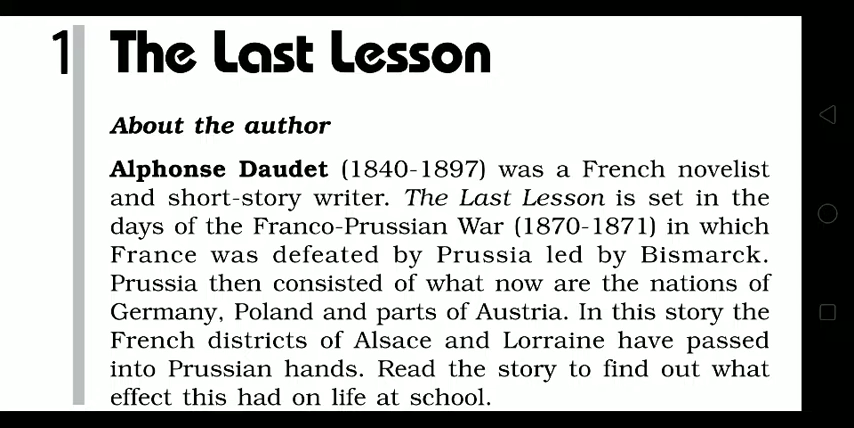 1 The Last Lesson
About the author
Alphonse Daudet (1840-1897) was a French novelist
and short-story writer. The Last Lesson is set in the
days of the Franco-Prussian War (1870-1871) in which
France was defeated by Prussia led by Bismarck.
Prussia then consisted of what now are the nations of
Germany, Poland and parts of Austria. In this story the
French districts of Alsace and Lorraine have passed
into Prussian hands. Read the story to find out what
effect this had on life at school.